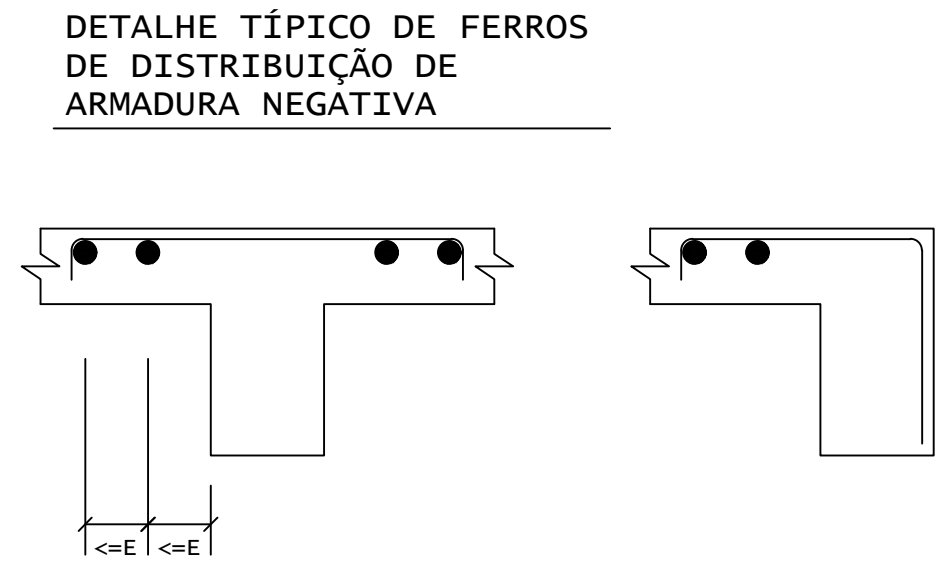 DETALHE TÍPICO DE FERROS
DE DISTRIBUIÇÃO DE
ARMADURA NEGATIVA
<=E <=E